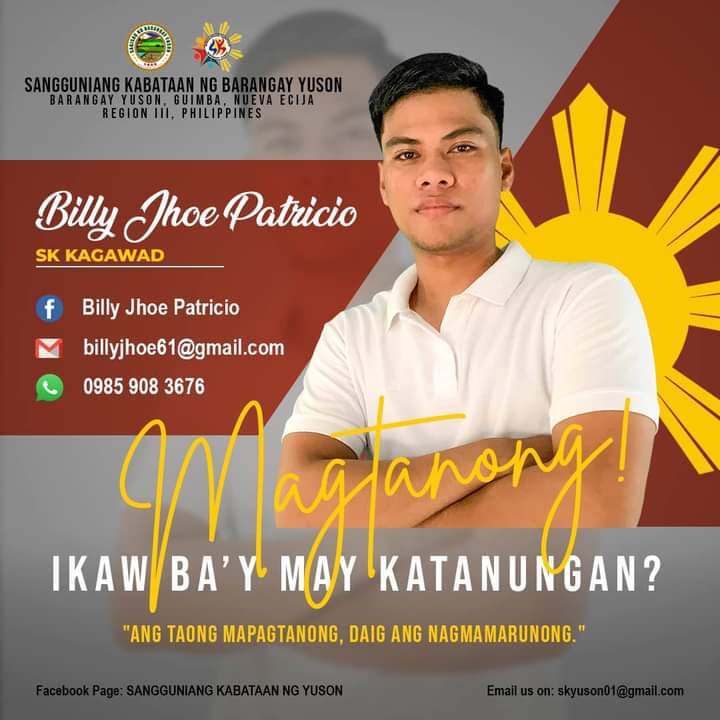 SANGGUNIANG KABATAAN NG BARANGAY YUSON
BARANGAY YUSON, GUIMBA, NUEVA ECIJA
REGION III, PHILIPPINES
Billy Jhoe Patricio
SK KAGAWAD
Billy Jhoe Patricio
billyjhoe61@gmail.com
0985 908 3676
Magtanong!
IKAW BA'Y MAY KATANUNGAN?
"ANG TAONG MAPAGTANONG, DAIG ANG NAGMAMARUNONG."
Facebook Page: SANGGUNIANG KABATAAN NG YUSON
Email us on: skyuson01@gmail.com